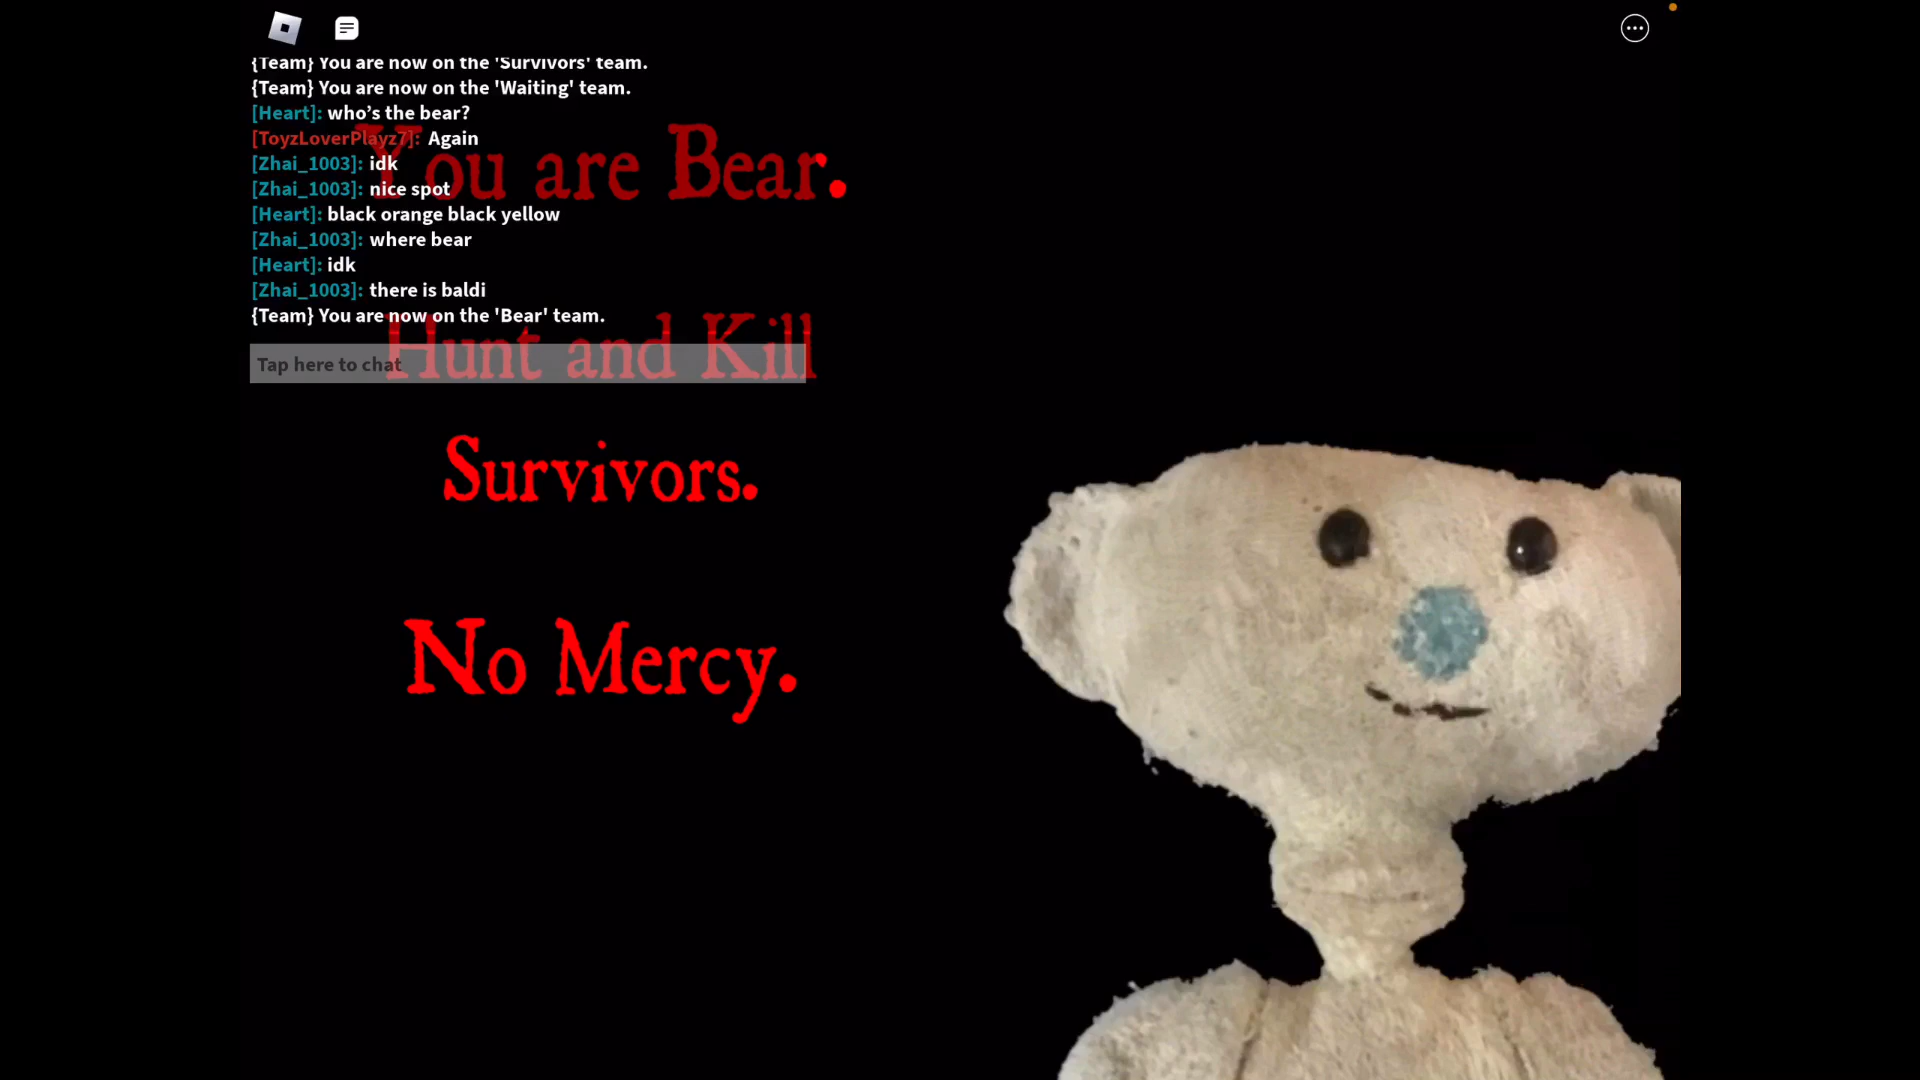 {Team} You are now on the 'Survivors' team.
{Team} You are now on the 'Waiting' team.
[Heart]: who’s the bear?
[ToyzLoverPlayz7]: Again
[Zhai_1003]: idk
[Zhai_1003]: nice spot
[Heart]: black orange black yellow
[Zhai_1003]: where bear
[Heart]: idk
[Zhai_1003]: there is baldi
{Team} You are now on the 'Bear' team.
Tap here to chat
You are Bear.
Hunt and Kill
Survivors.
No Mercy.